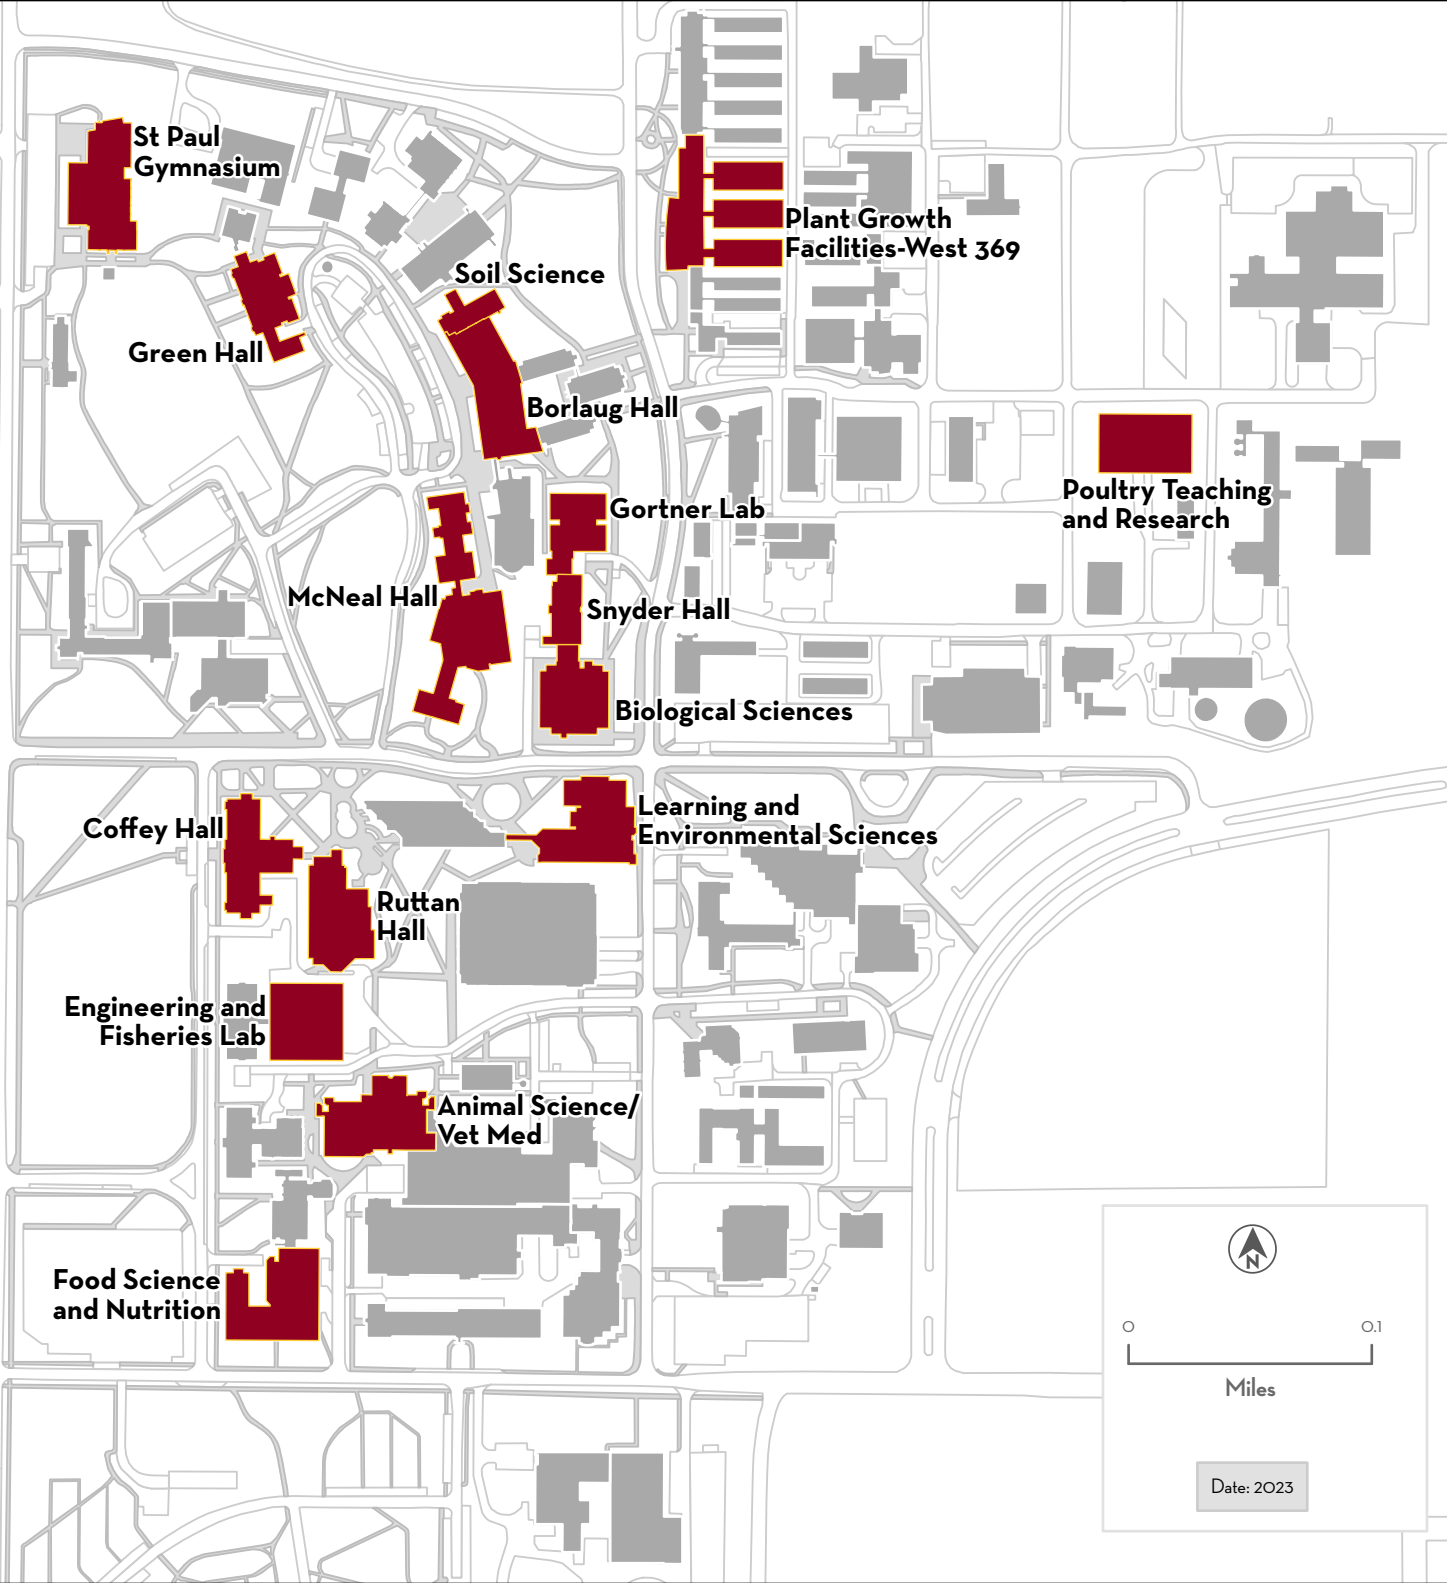 St Paul
Gymnasium
Plant Growth
Facilities-West 369
Soil Science
Green Hall
Borlaug Hall
Poultry Teaching
and Research
Gortner Lab
McNeal Hall
Snyder Hall
Biological Sciences
Learning and
Environmental Sciences
Coffey Hall
Ruttan
Hall
Engineering and
Fisheries Lab
Animal Science/
Vet Med
Food Science
and Nutrition
N
0 0.1
Miles
Date: 2023